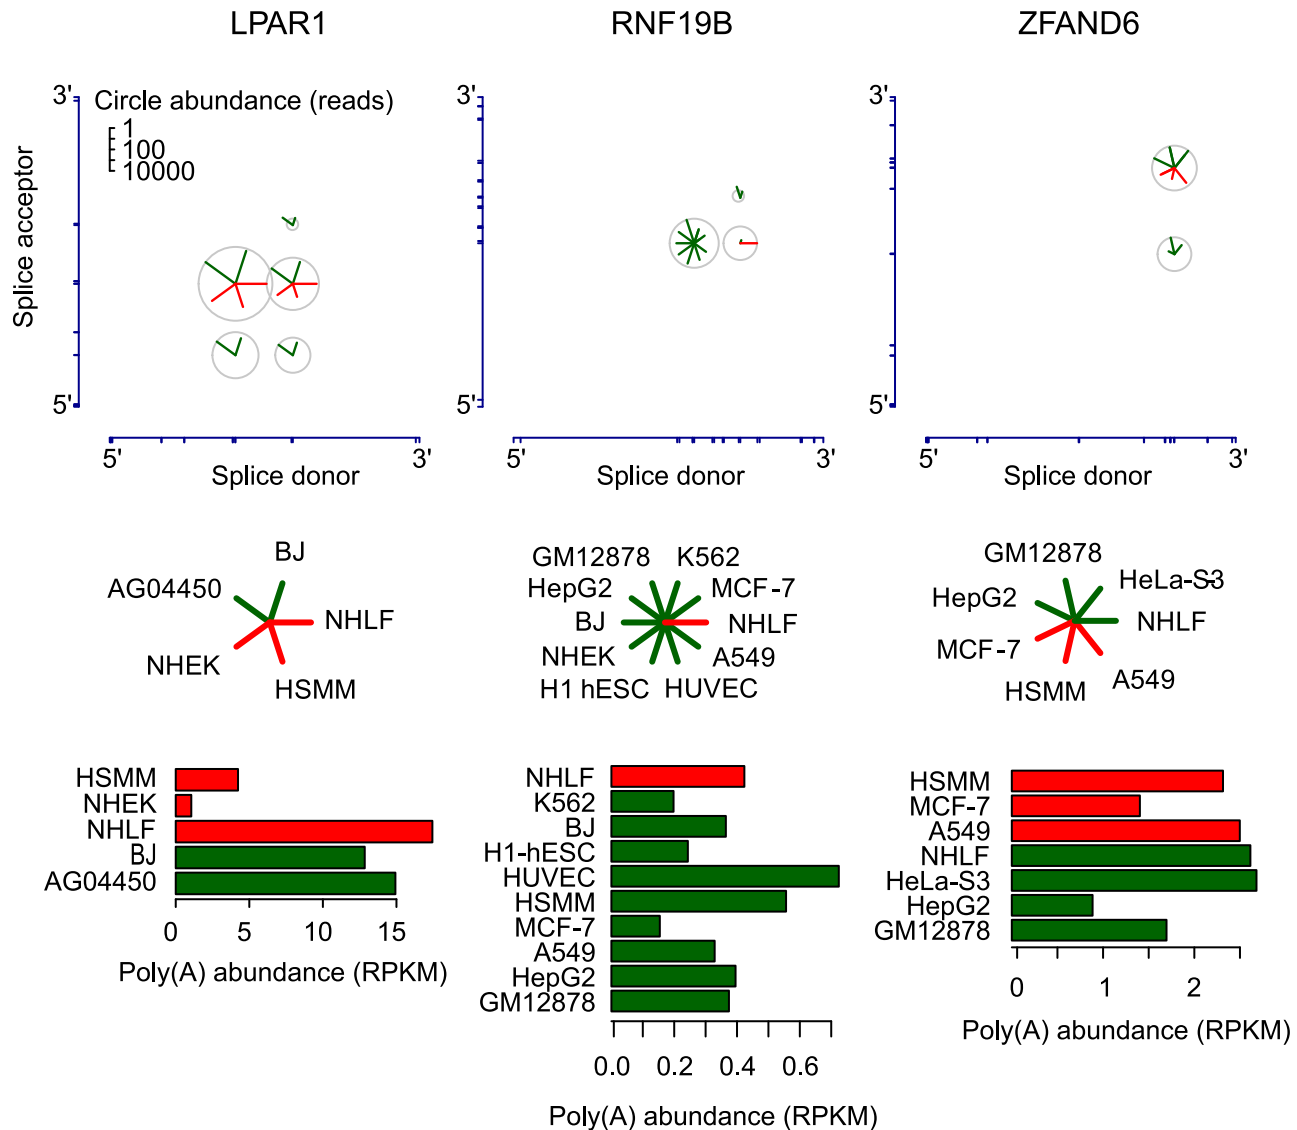 LPAR1
RNF19B
ZFAND6
3'
Circle abundance (reads)
1
100
10000
Splice acceptor
5'
5'
3'
Splice donor
3'
5'
5'
3'
Splice donor
3'
5'
5'
3'
Splice donor
BJ
AG04450
NHLF
NHEK
HSMM
GM12878
K562
HepG2
MCF-7
BJ
NHLF
NHEK
A549
H1 hESC
HUVEC
GM12878
HeLa-S3
HepG2
NHLF
MCF-7
A549
HSMM
HSMM
NHEK
NHLF
BJ
AG04450
0 5 10 15
Poly(A) abundance (RPKM)
NHLF
K562
BJ
H1-hESC
HUVEC
HSMM
MCF-7
A549
HepG2
GM12878
0.0 0.2 0.4 0.6
Poly(A) abundance (RPKM)
HSMM
MCF-7
A549
NHLF
HeLa-S3
HepG2
GM12878
0 1 2
Poly(A) abundance (RPKM)